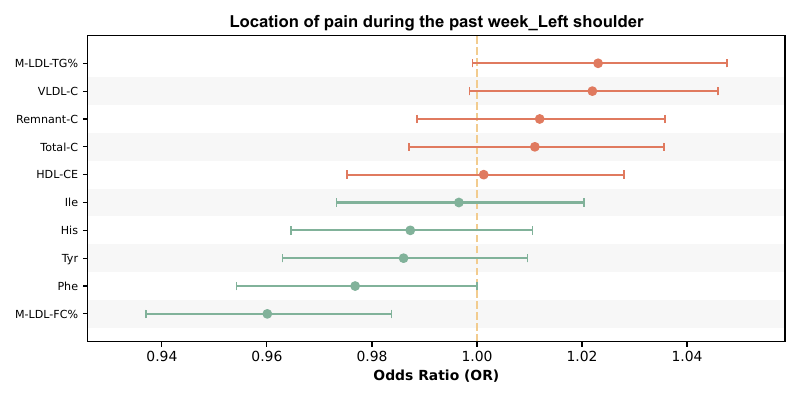 Location of pain during the past week_Left shoulder
M-LDL-TG%
VLDL-C
Remnant-C
Total-C
HDL-CE
Ile
His
Tyr
Phe
M-LDL-FC%
0.94 0.96 0.98 1.00 1.02 1.04
Odds Ratio (OR)